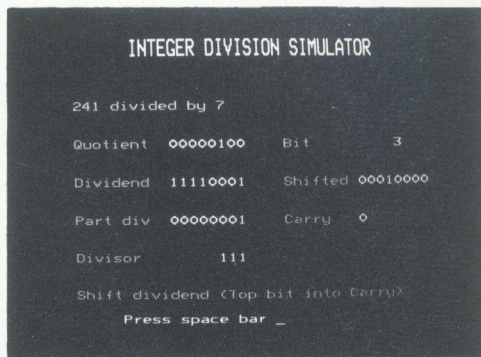 INTEGER DIVISION SIMULATOR
241 divided by 7
Quotient 00000100 Bit 3
Dividend 11110001 Shifted 00010000
Part div 00000001 Carry 0
Divisor 111
Shift dividend (Top bit into Carry)
Press space bar _